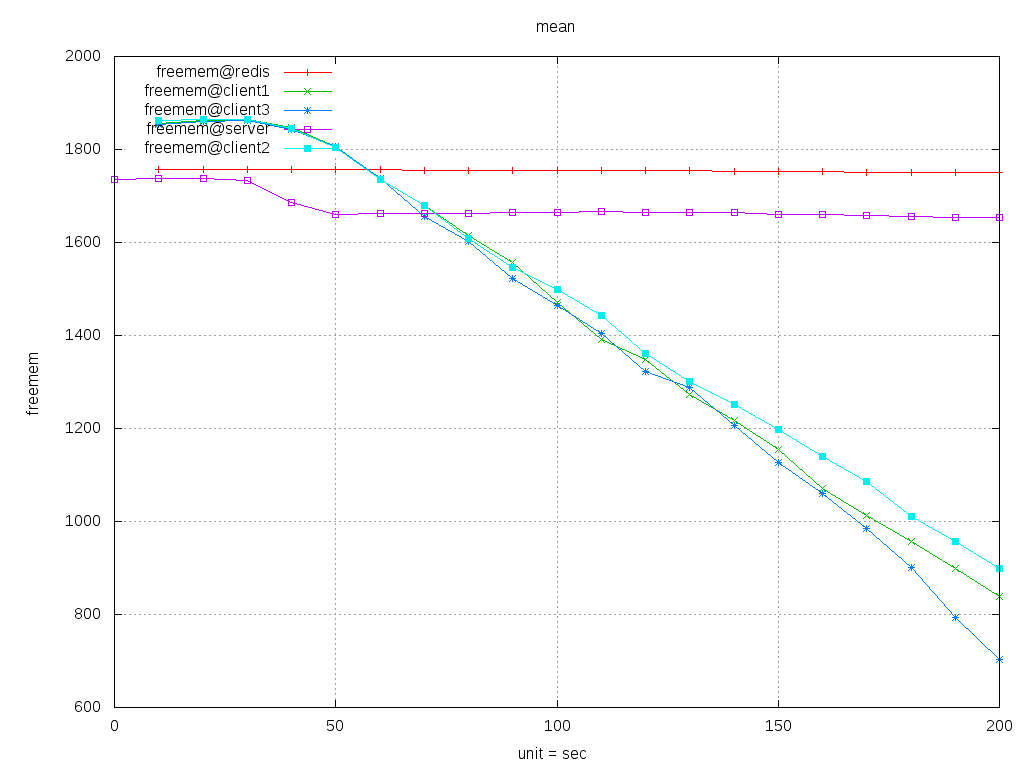 mean
freemem@redis
freemem@client1
freemem@client3
freemem@server
freemem@client2
2000
1800
1600
1400
1200
1000
800
600
freemem
0 50 100 150 200
unit = sec